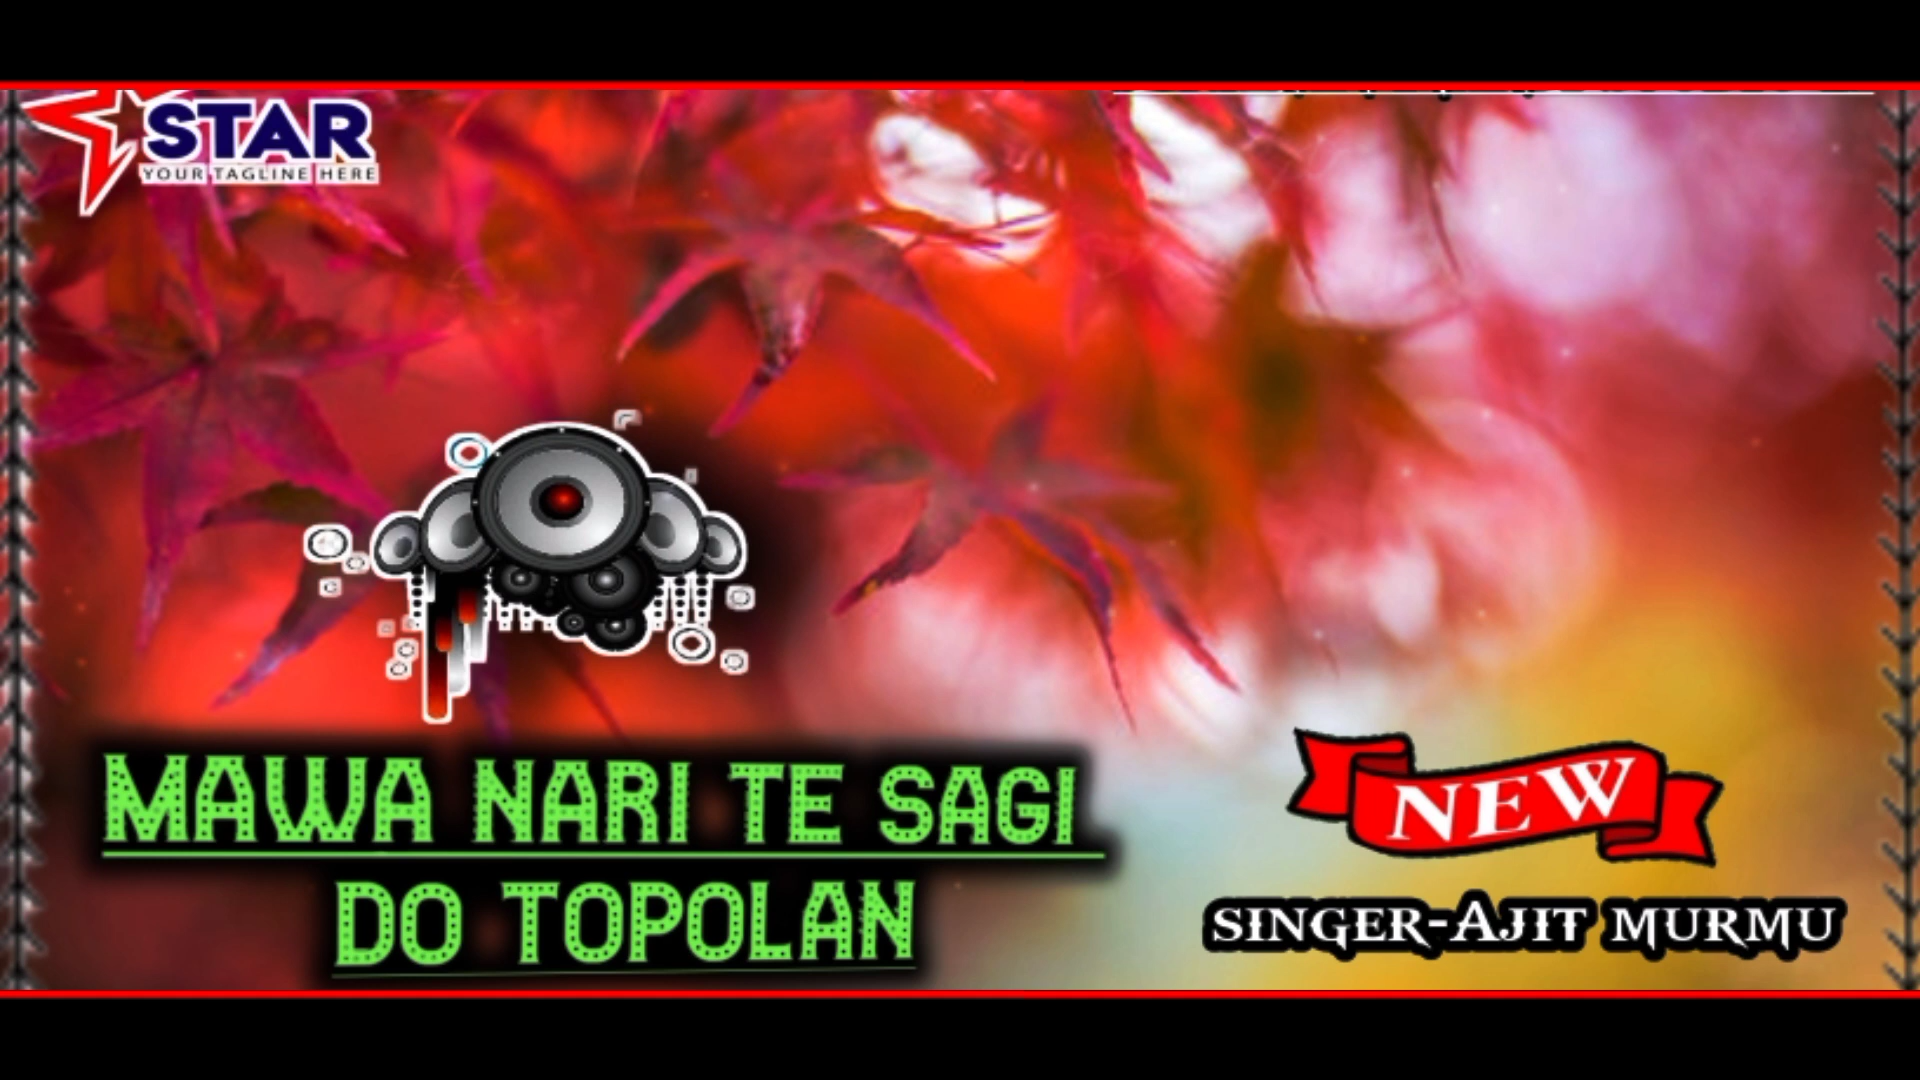 STAR
YOUR TAGLINE HERE
MAWA NARI TE SAGI
DO TOPOLAN
NEW
SINGER-AJIT MURMU